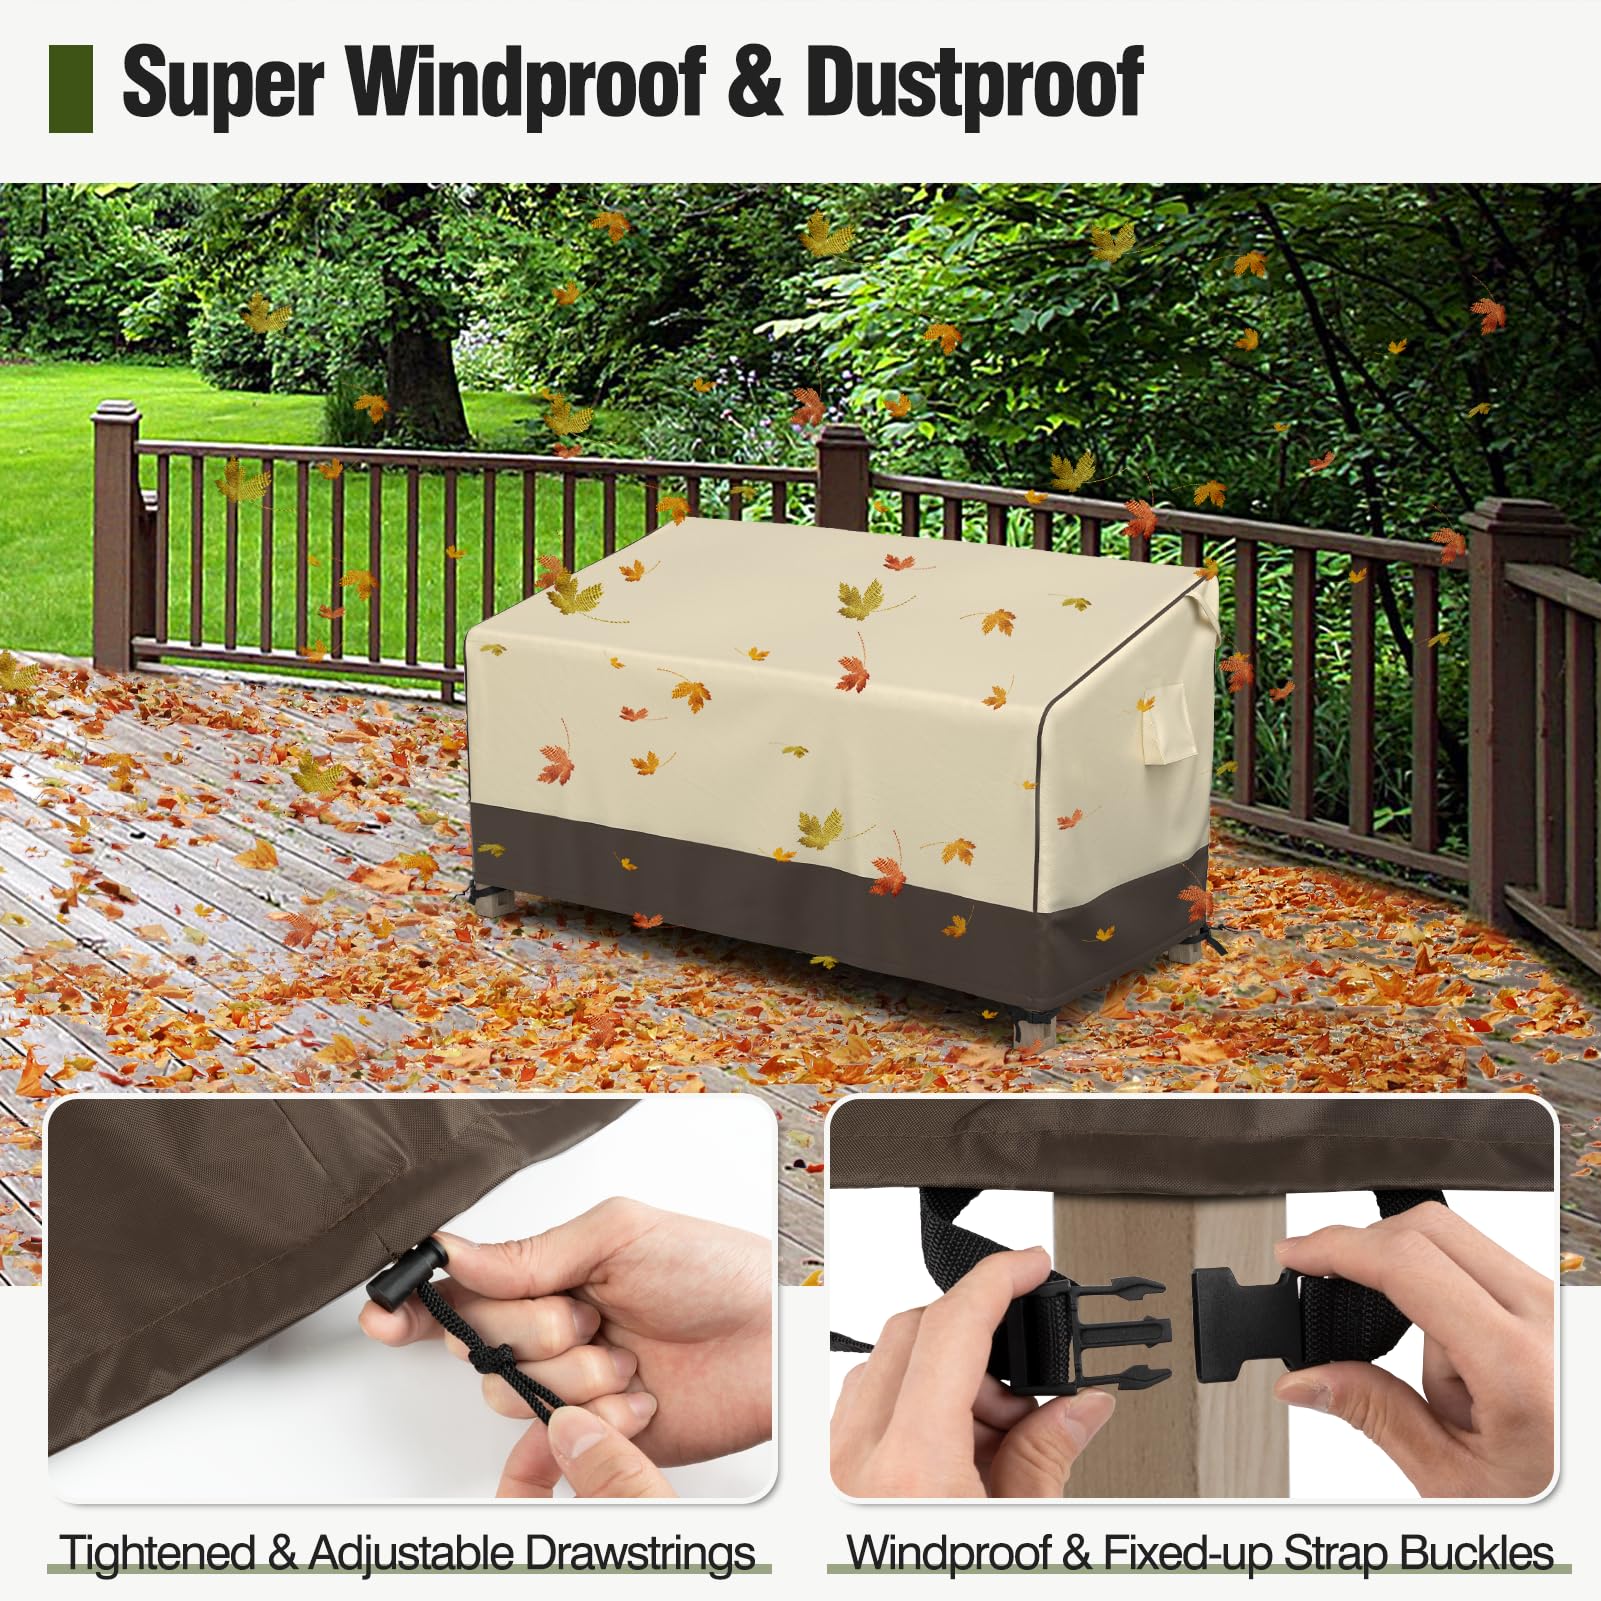 Super Windproof & Dustproof
Tightened & Adjustable Drawstrings
Windproof & Fixed-up Strap Buckles